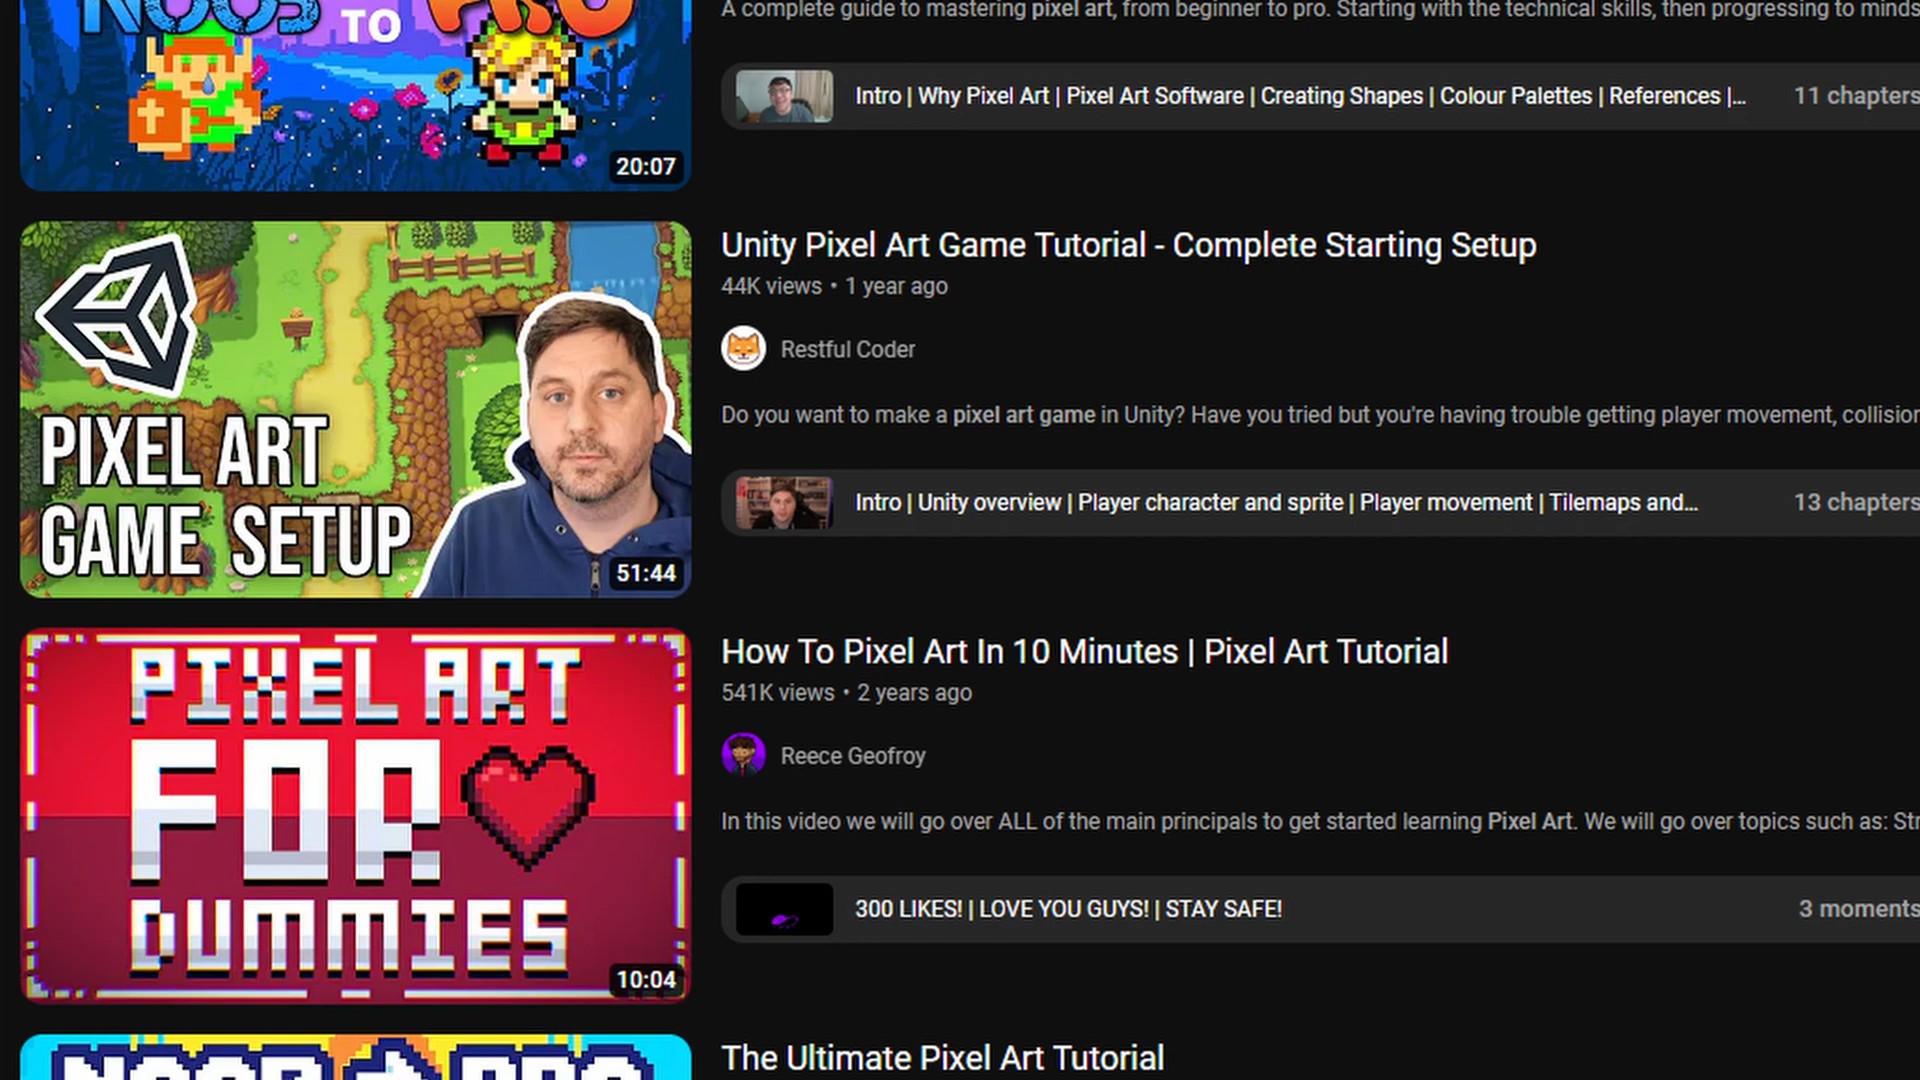 NOOB TO PRO
20:07
A complete guide to mastering pixel art, from beginner to pro. Starting with the technical skills, then progressing to minds
Intro | Why Pixel Art | Pixel Art Software | Creating Shapes | Colour Palettes | References |...
11 chapters
PIXEL ART
GAME SETUP
51:44
Unity Pixel Art Game Tutorial - Complete Starting Setup
44K views • 1 year ago
Restful Coder
Do you want to make a pixel art game in Unity? Have you tried but you're having trouble getting player movement, collision
Intro | Unity overview | Player character and sprite | Player movement | Tilemaps and...
13 chapters
PIXEL ART
FOR
DUMMIES
10:04
How To Pixel Art In 10 Minutes | Pixel Art Tutorial
541K views • 2 years ago
Reece Geofroy
In this video we will go over ALL of the main principals to get started learning Pixel Art. We will go over topics such as: Str
300 LIKES! | LOVE YOU GUYS! | STAY SAFE!
3 moments
NOOB PRO
The Ultimate Pixel Art Tutorial